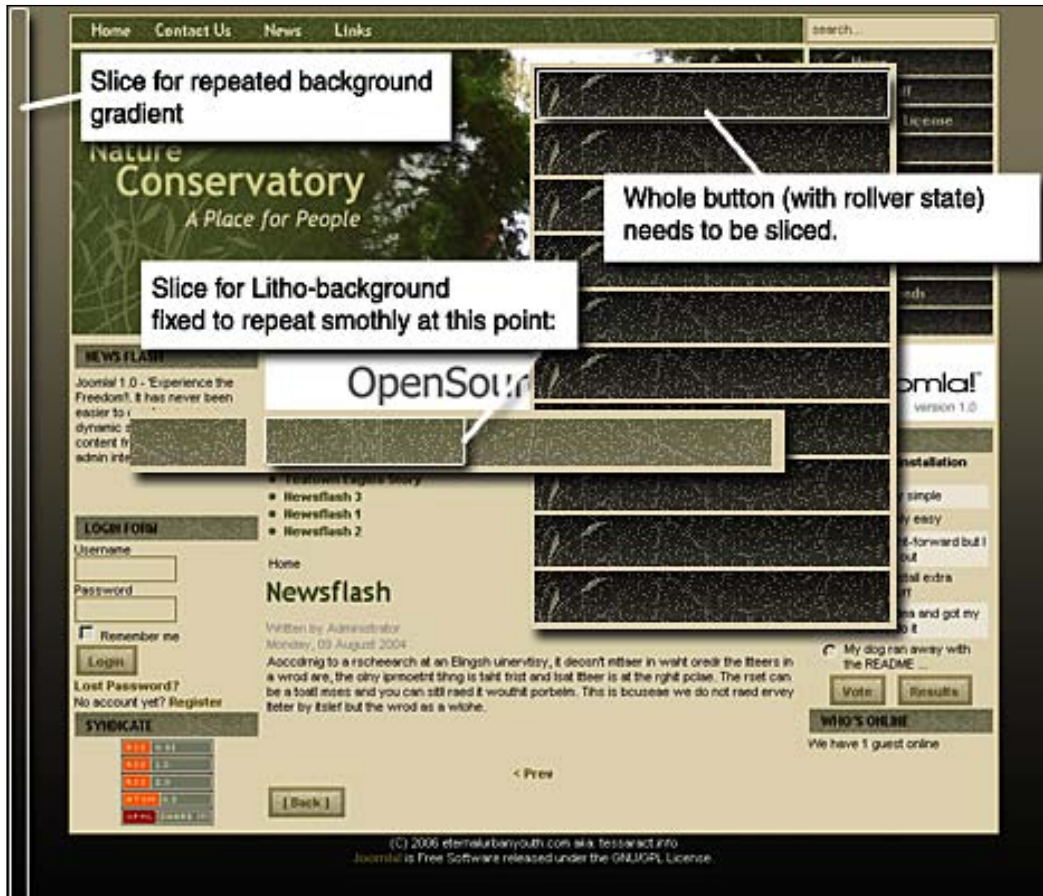 Home Contact Us News Links
search...
Slice for repeated background
gradient
License
Nature
Conservatory
A Place for People
Whole button (with rollver state)
needs to be sliced.
Slice for Litho-background
fixed to repeat smothly at this point:
NEWS FLASH
Joomla! 1.0 - 'Experience the
Freedom'!. It has never been
easier to
dynamic
content
admin
OpenSour
omla!
version 1.0
Newsflash 3
Newsflash 1
Newsflash 2
simple
easy
but I
out
extra
and got my
do it
My dog ran away with
the README ...
Vote Results
WHO'S ONLINE
We have 1 guest online
LOGIN FORM
Username
Password
Remember me
Login
Lost Password?
No account yet? Register
SYNDICATE
Home
Newsflash
Written by Administrator
Monday, 09 August 2004
Aoccdrnig to a rscheearch at an Elingsh uinervtisy, it deosn't mttaer in waht oredr the ltteers in
a wrod are, the olny iprmoetnt tihng is taht frist and lsat ltteer is at the rghit pclae. The rset can
be a toatl mses and you can sitll raed it wouthit porbelm. Tihs is bcuseae we do not raed ervey
lteter by itslef but the wrod as a wlohe.
< Prev
[ Back ]
(C) 2006 eternalurbanyouth.com aka: tessaract.info
Joomla! is Free Software released under the GNU/GPL License.